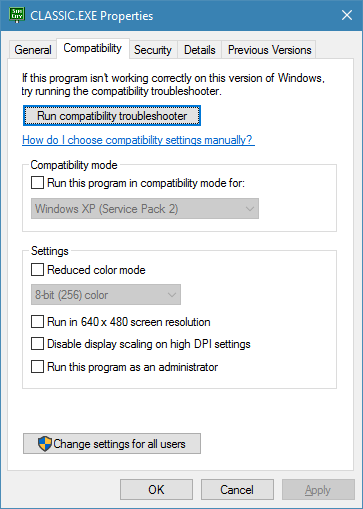 SIM CITY
CLASSIC.EXE Properties
General Compatibility Security Details Previous Versions
If this program isn't working correctly on this version of Windows,
try running the compatibility troubleshooter.
Run compatibility troubleshooter
How do I choose compatibility settings manually?
Compatibility mode
Run this program in compatibility mode for:
Windows XP (Service Pack 2)
Settings
Reduced color mode
8-bit (256) color
Run in 640 x 480 screen resolution
Disable display scaling on high DPI settings
Run this program as an administrator
Change settings for all users
OK Cancel Apply